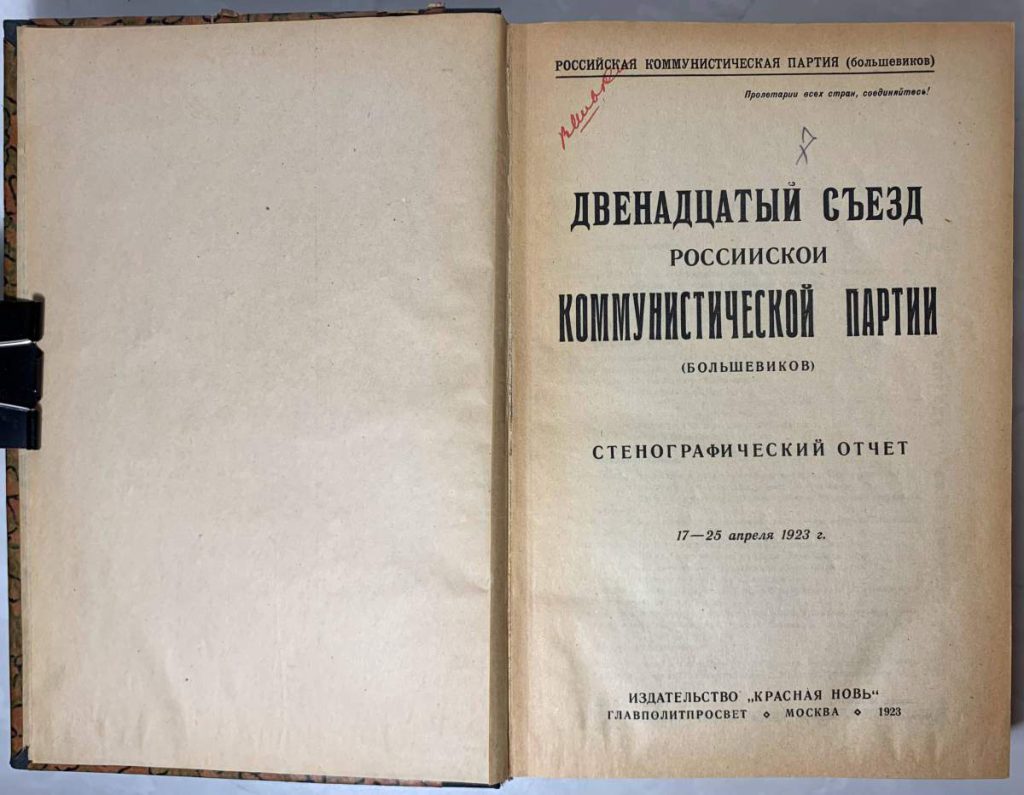 РОССИЙСКАЯ КОММУНИСТИЧЕСКАЯ ПАРТИЯ (большевиков)
Пролетарии всех стран, соединяйтесь!
ДВЕНАДЦАТЫЙ СЪЕЗД
РОССИИСКОИ
КОММУНИСТИЧЕСКОЙ ПАРТИИ
(БОЛЬШЕВИКОВ)
СТЕНОГРАФИЧЕСКИЙ ОТЧЕТ
17—25 апреля 1923 г.
ИЗДАТЕЛЬСТВО „КРАСНАЯ НОВЬ“
ГЛАВПОЛИТПРОСВЕТ ◇ МОСКВА ◇ 1923